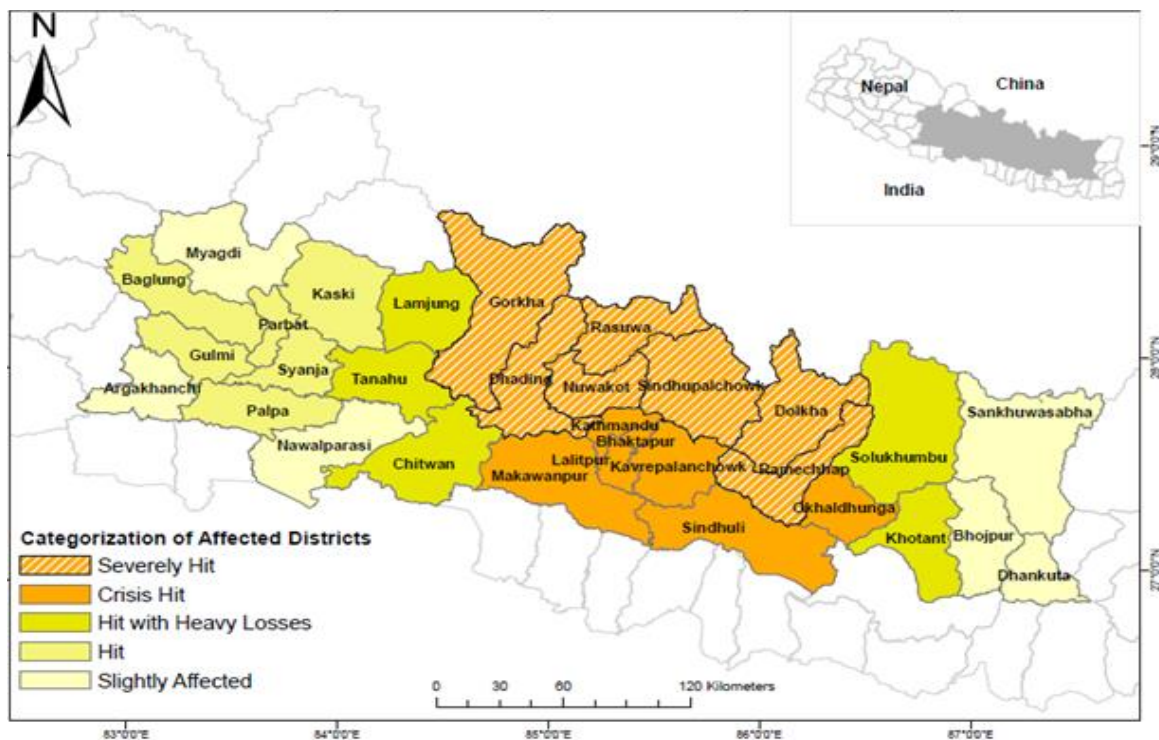 N
Nepal
China
India
Myagdi
Baglung
Kaski
Lamjung
Gorkha
Parbat
Rasuwa
Gulmi
Syanja
Argakhanchi
Tanahu
Dhading
Nuwakot
Sindhupalchowk
Dolkha
Sankhuwasabha
Palpa
Nawalparasi
Kathmandu
Bhaktapur
Chitwan
Lalitpur
Makawanpur
Kavrepalanchowk
Ramechhap
Solukhumbu
Okhaldhunga
Sindhuli
Khotant
Bhojpur
Dhankuta
Categorization of Affected Districts
Severely Hit
Crisis Hit
Hit with Heavy Losses
Hit
Slightly Affected
0 30 60 120 Kilometers
83°0'0"E 84°0'0"E 85°0'0"E 86°0'0"E 87°0'0"E
29°0'0"N
28°0'0"N
27°0'0"N